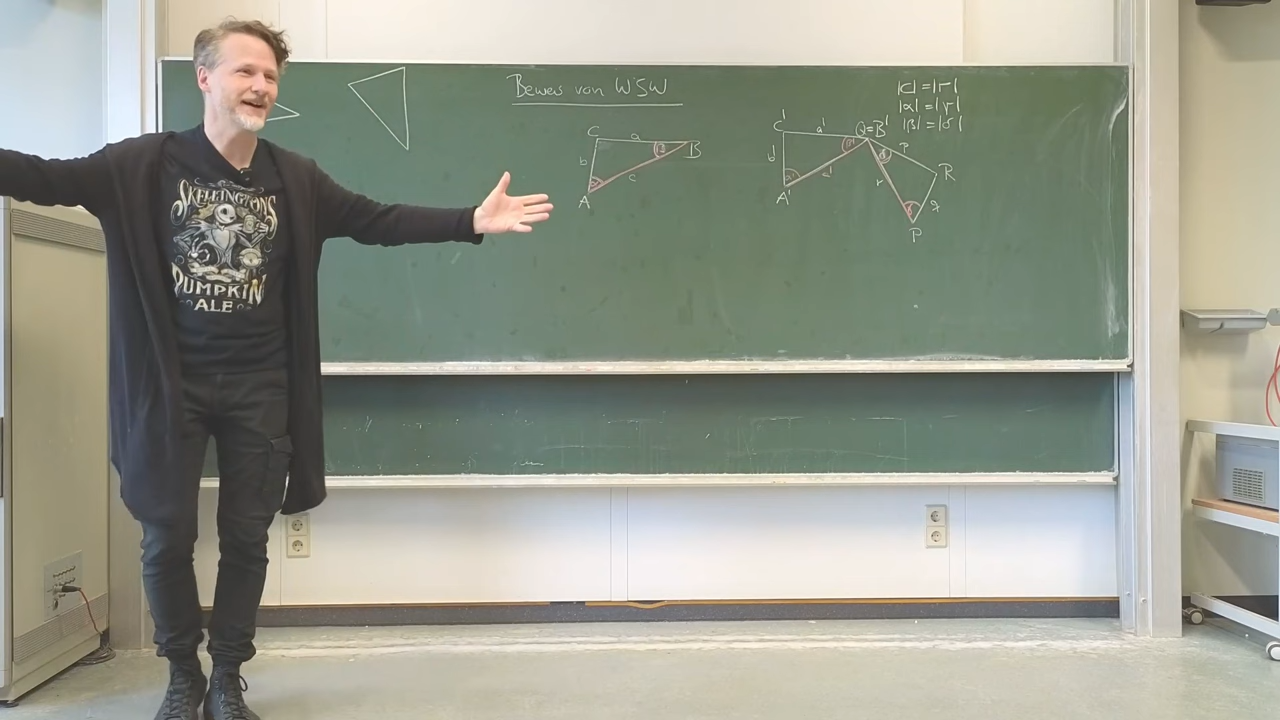 Beweis von WSW
|c| = |r|
|α| = |γ|
|β| = |δ|
C a B
b c
A
C' a' Q=B'
b' c'
A'
p R
r q
P
SKELLINGTONS
PUMPKIN
ALE